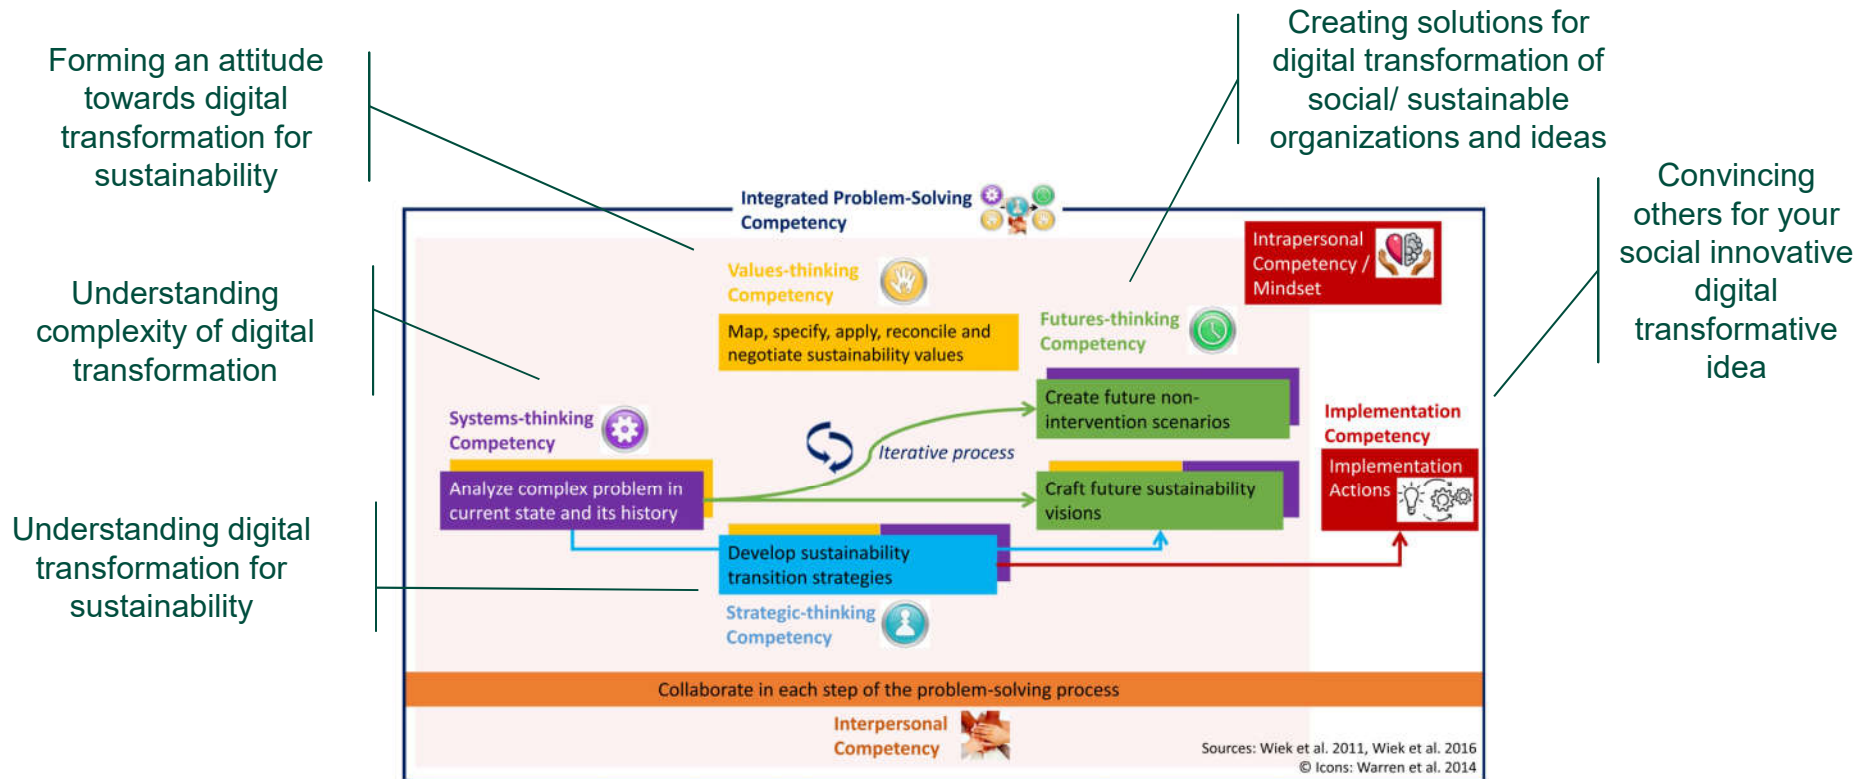 Forming an attitude
towards digital
transformation for
sustainability
Understanding
complexity of digital
transformation
Understanding digital
transformation for
sustainability
Creating solutions for
digital transformation of
social/ sustainable
organizations and ideas
Convincing
others for your
social innovative
digital
transformative
idea
Integrated Problem-Solving
Competency
Intrapersonal
Competency /
Mindset
Values-thinking
Competency
Map, specify, apply, reconcile and
negotiate sustainability values
Futures-thinking
Competency
Create future non-
intervention scenarios
Systems-thinking
Competency
Analyze complex problem in
current state and its history
Iterative process
Craft future sustainability
visions
Implementation
Competency
Implementation
Actions
Develop sustainability
transition strategies
Strategic-thinking
Competency
Collaborate in each step of the problem-solving process
Interpersonal
Competency
Sources: Wiek et al. 2011, Wiek et al. 2016
© Icons: Warren et al. 2014